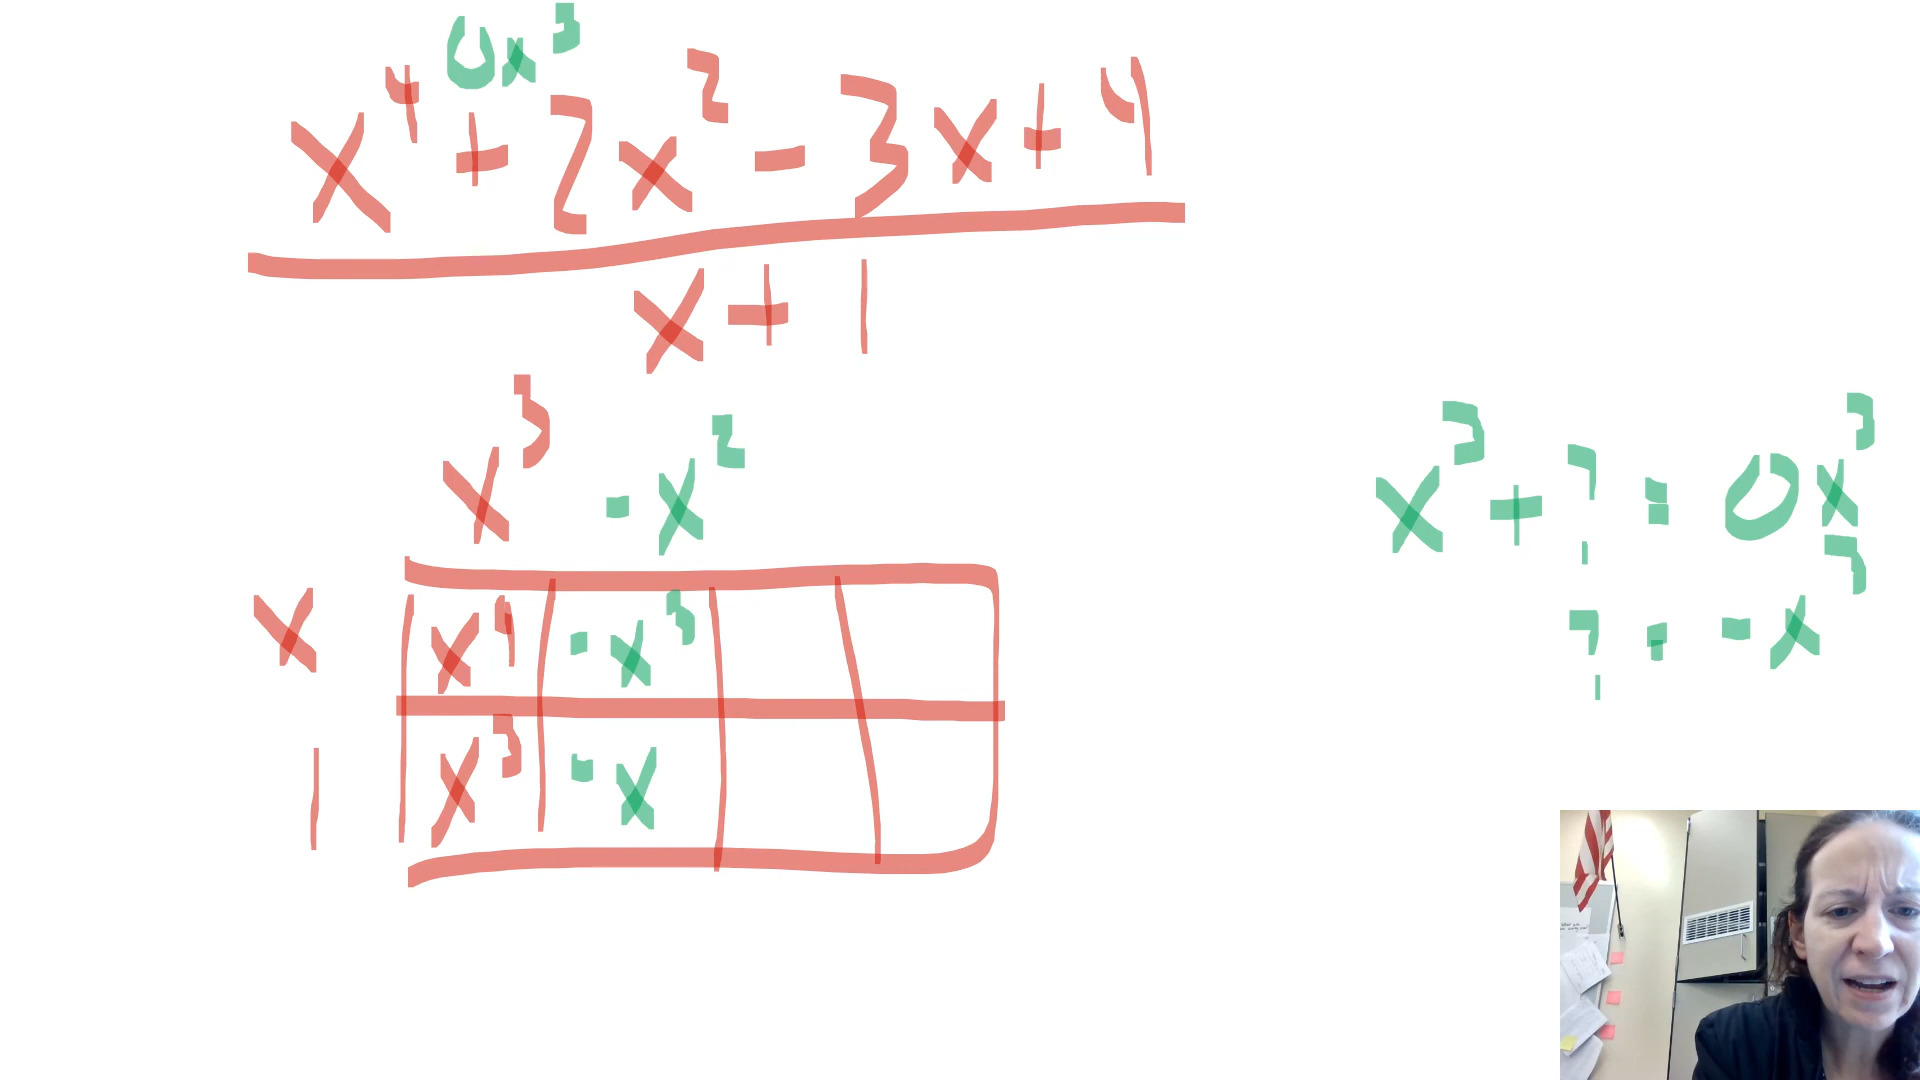 0x³
x⁴ + 2x² - 3x + 4
x + 1
x³ - x²
x³ + ? = 0x³
x x⁴ - x³
? = - x³
1 x³ - x